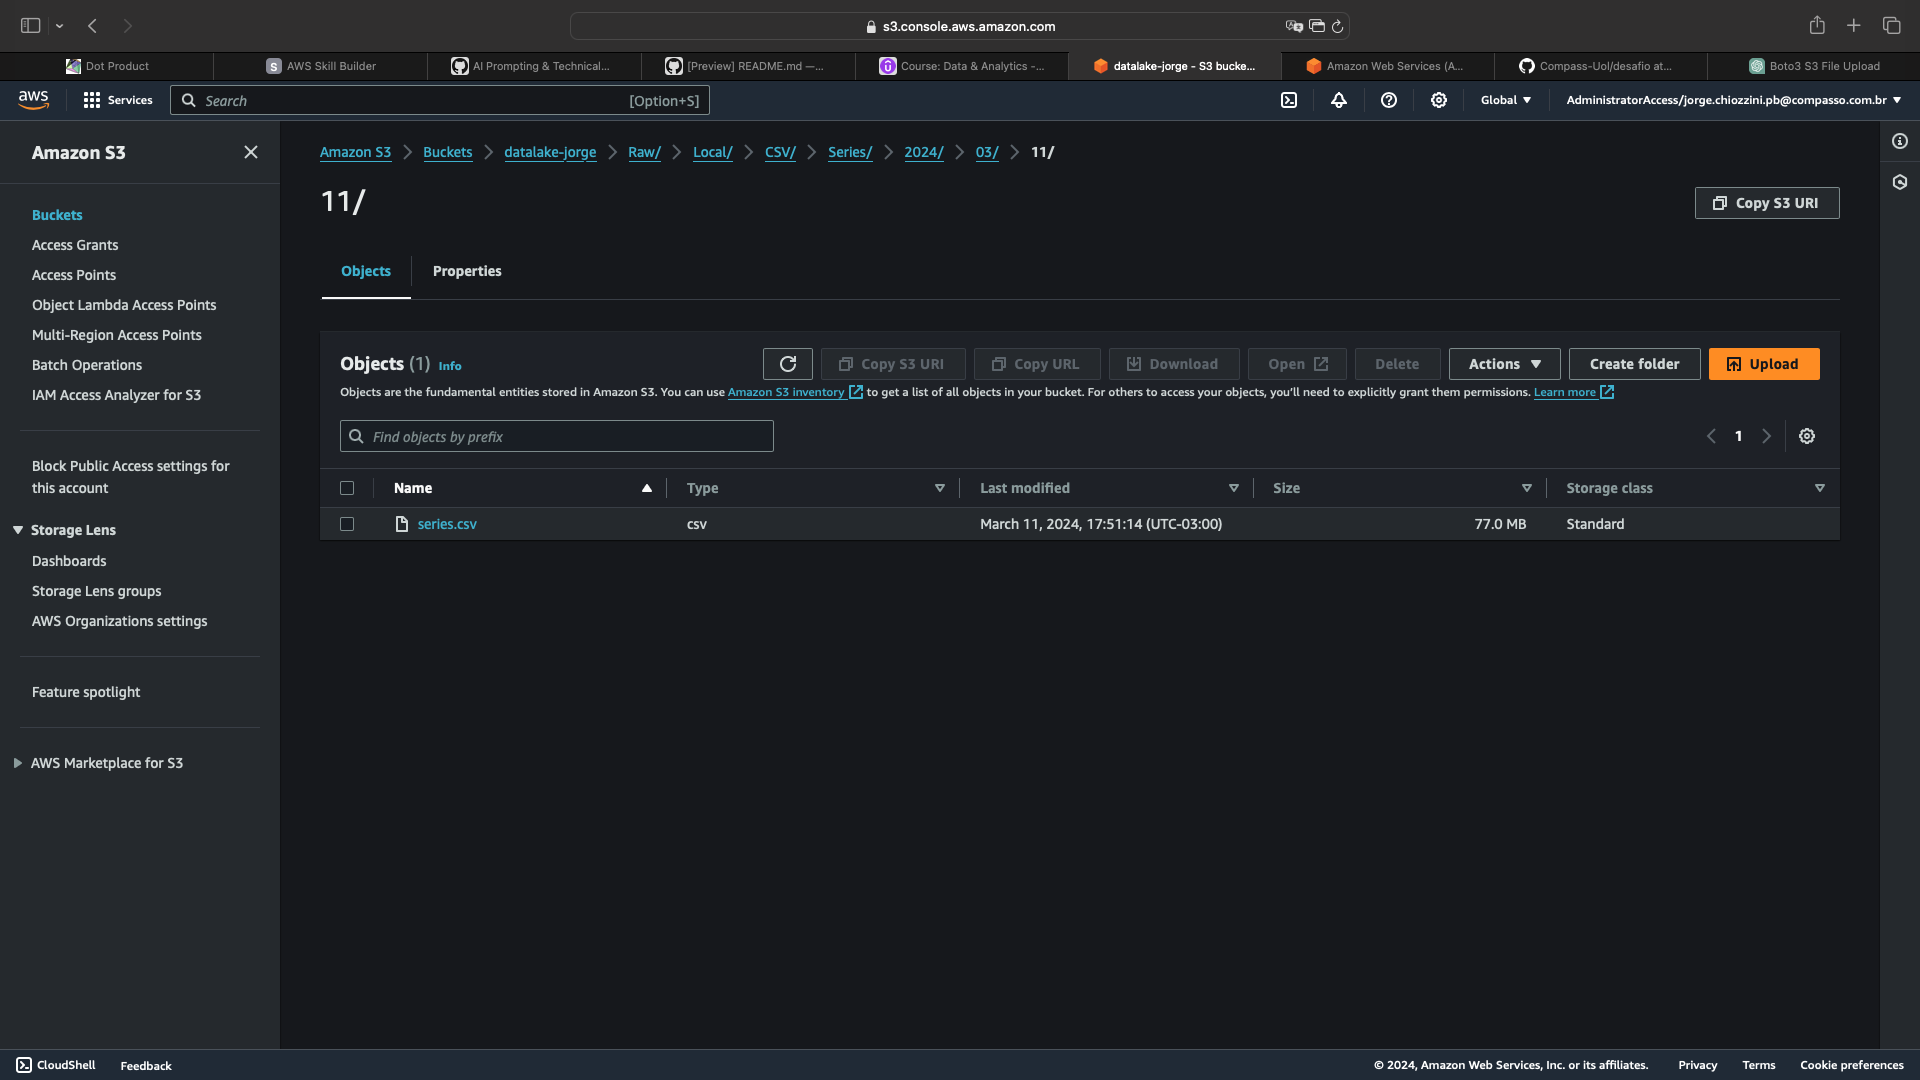 s3.console.aws.amazon.com
Dot Product
AWS Skill Builder
AI Prompting & Technical...
[Preview] README.md —...
Course: Data & Analytics -...
datalake-jorge - S3 bucke...
Amazon Web Services (A...
Compass-Uol/desafio at...
Boto3 S3 File Upload
aws
Services
Search
[Option+S]
Global
AdministratorAccess/jorge.chiozzini.pb@compasso.com.br
Amazon S3
Buckets
Access Grants
Access Points
Object Lambda Access Points
Multi-Region Access Points
Batch Operations
IAM Access Analyzer for S3
Block Public Access settings for
this account
Storage Lens
Dashboards
Storage Lens groups
AWS Organizations settings
Feature spotlight
AWS Marketplace for S3
Amazon S3 Buckets datalake-jorge Raw/ Local/ CSV/ Series/ 2024/ 03/ 11/
11/
Copy S3 URI
Objects Properties
Objects (1) Info
Copy S3 URI Copy URL Download Open Delete Actions Create folder Upload
Objects are the fundamental entities stored in Amazon S3. You can use Amazon S3 inventory to get a list of all objects in your bucket. For others to access your objects, you'll need to explicitly grant them permissions. Learn more
Find objects by prefix
1
Name Type Last modified Size Storage class
series.csv csv March 11, 2024, 17:51:14 (UTC-03:00) 77.0 MB Standard
CloudShell Feedback © 2024, Amazon Web Services, Inc. or its affiliates. Privacy Terms Cookie preferences